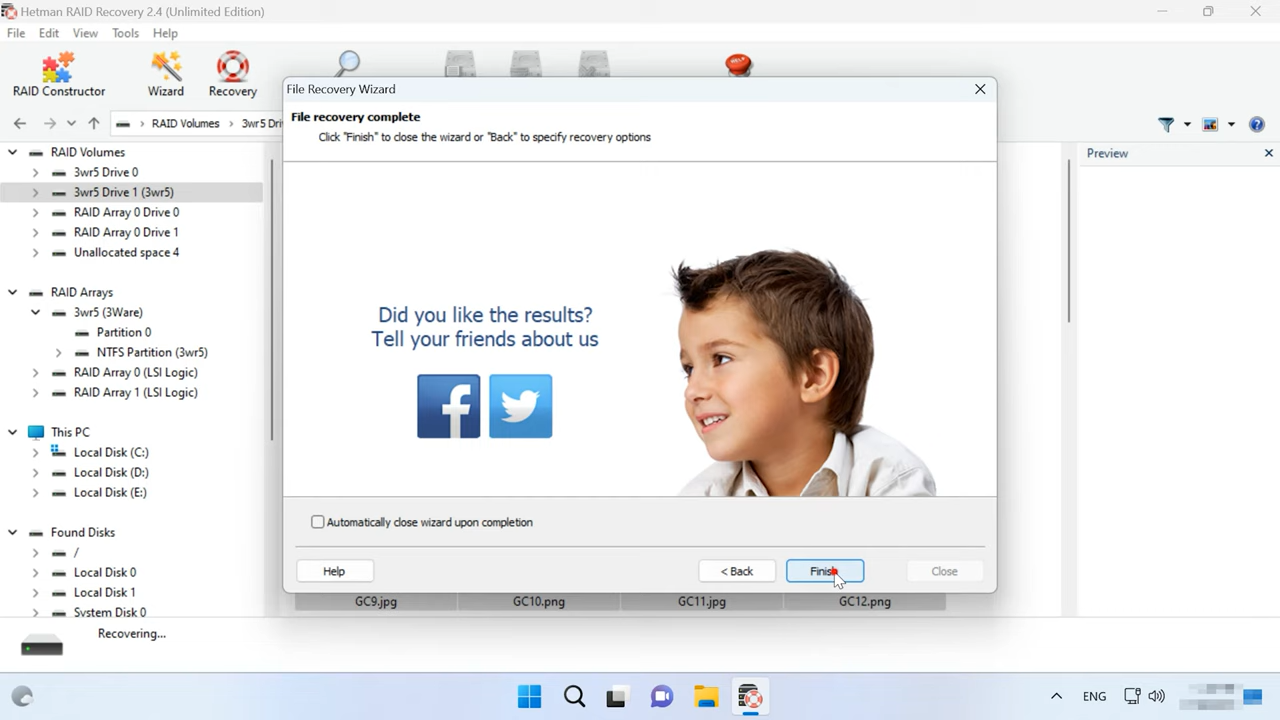 Hetman RAID Recovery 2.4 (Unlimited Edition)
File Edit View Tools Help
RAID Constructor Wizard Recovery HELP
RAID Volumes 3wr5 Dri
RAID Volumes
3wr5 Drive 0
3wr5 Drive 1 (3wr5)
RAID Array 0 Drive 0
RAID Array 0 Drive 1
Unallocated space 4
RAID Arrays
3wr5 (3Ware)
Partition 0
NTFS Partition (3wr5)
RAID Array 0 (LSI Logic)
RAID Array 1 (LSI Logic)
This PC
Local Disk (C:)
Local Disk (D:)
Local Disk (E:)
Found Disks
/
Local Disk 0
Local Disk 1
System Disk 0
File Recovery Wizard
File recovery complete
Click "Finish" to close the wizard or "Back" to specify recovery options
Did you like the results?
Tell your friends about us
f
Automatically close wizard upon completion
Help < Back Finish Close
GC9.jpg GC10.png GC11.jpg GC12.png
Preview
Recovering...
ENG